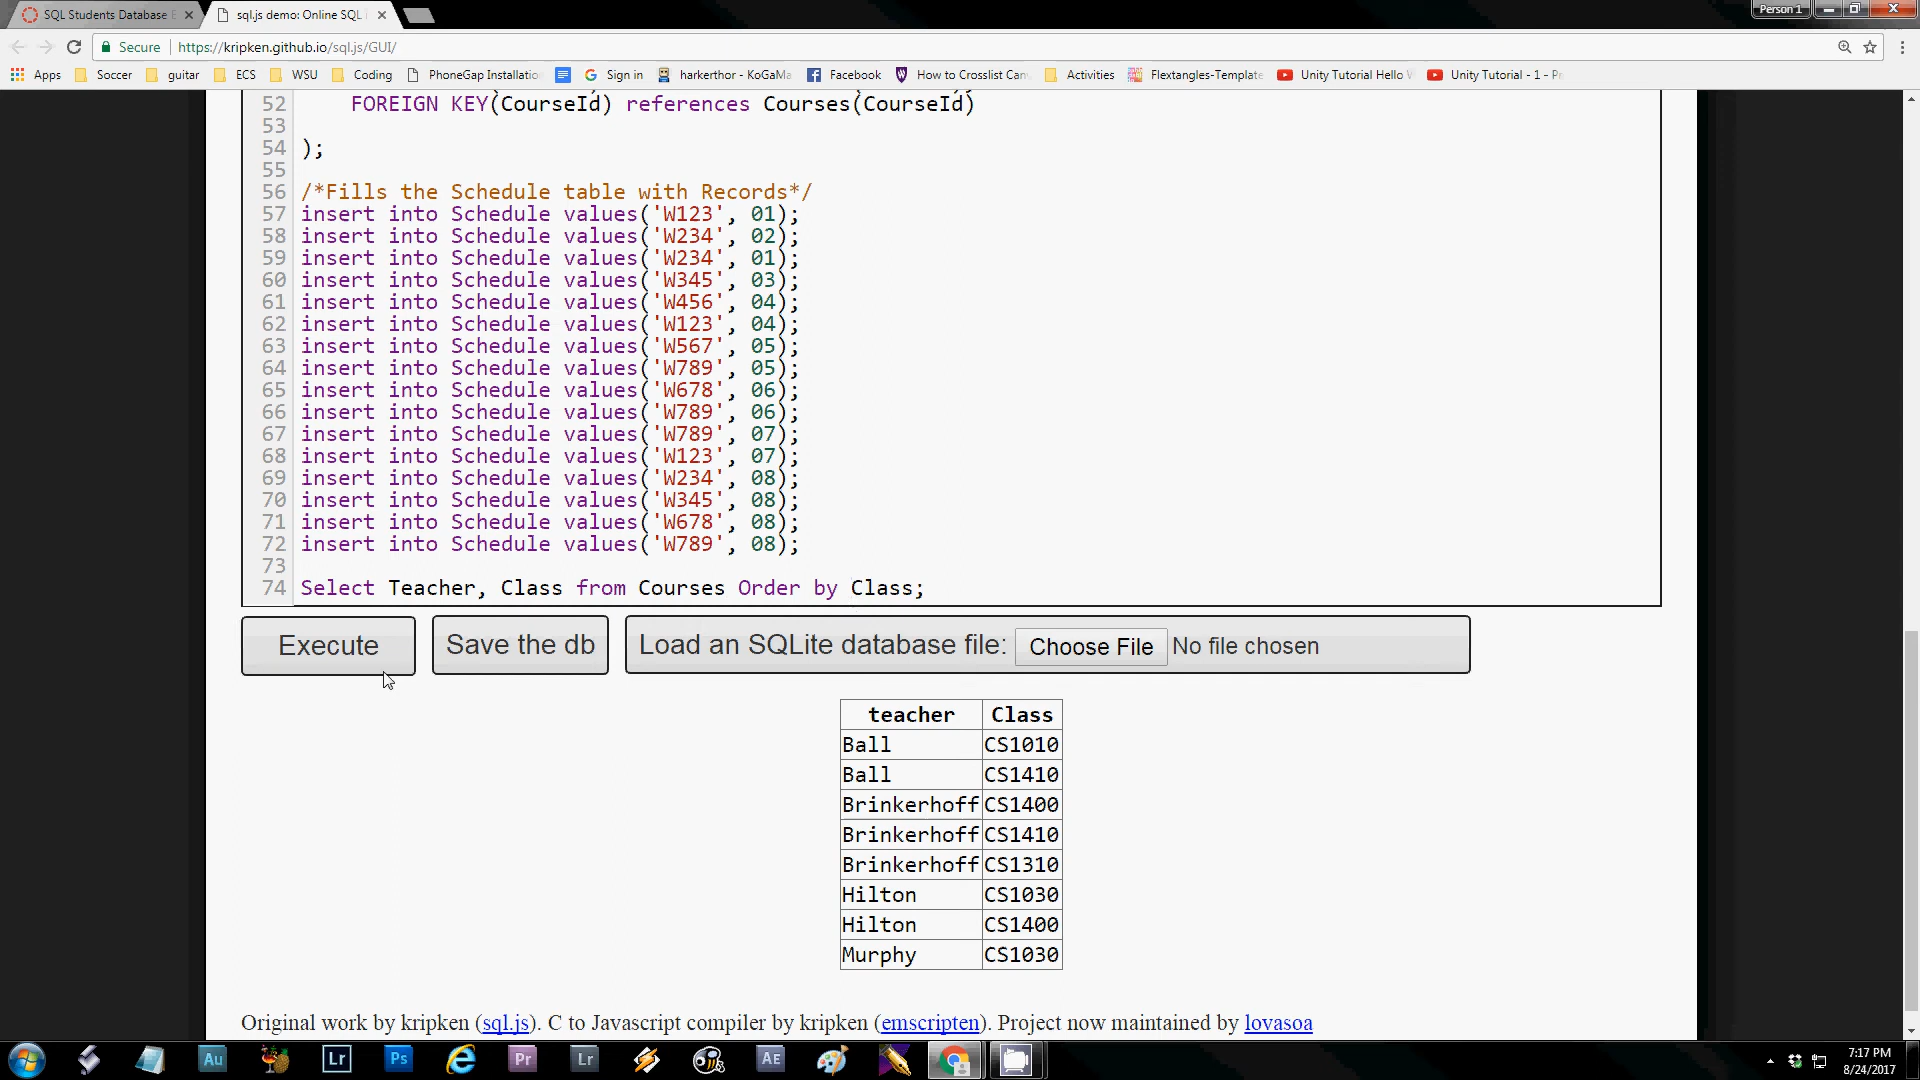 SQL Students Database E
sql.js demo: Online SQL
Person 1
Secure
https://kripken.github.io/sql.js/GUI/
Apps
Soccer
guitar
ECS
WSU
Coding
PhoneGap Installatio
Sign in
harkerthor - KoGaMa
Facebook
How to Crosslist Can
Activities
Flextangles-Template
Unity Tutorial Hello
Unity Tutorial - 1 - Pr
52 FOREIGN KEY(CourseId) references Courses(CourseId)
53
54 );
55
56 /*Fills the Schedule table with Records*/
57 insert into Schedule values('W123', 01);
58 insert into Schedule values('W234', 02);
59 insert into Schedule values('W234', 01);
60 insert into Schedule values('W345', 03);
61 insert into Schedule values('W456', 04);
62 insert into Schedule values('W123', 04);
63 insert into Schedule values('W567', 05);
64 insert into Schedule values('W789', 05);
65 insert into Schedule values('W678', 06);
66 insert into Schedule values('W789', 06);
67 insert into Schedule values('W789', 07);
68 insert into Schedule values('W123', 07);
69 insert into Schedule values('W234', 08);
70 insert into Schedule values('W345', 08);
71 insert into Schedule values('W678', 08);
72 insert into Schedule values('W789', 08);
73
74 Select Teacher, Class from Courses Order by Class;
Execute
Save the db
Load an SQLite database file: Choose File No file chosen
teacher Class
Ball CS1010
Ball CS1410
Brinkerhoff CS1400
Brinkerhoff CS1410
Brinkerhoff CS1310
Hilton CS1030
Hilton CS1400
Murphy CS1030
Original work by kripken (sql.js). C to Javascript compiler by kripken (emscripten). Project now maintained by lovasoa
Au
Lr
Ps
Pr
Lr
AE
7:17 PM
8/24/2017